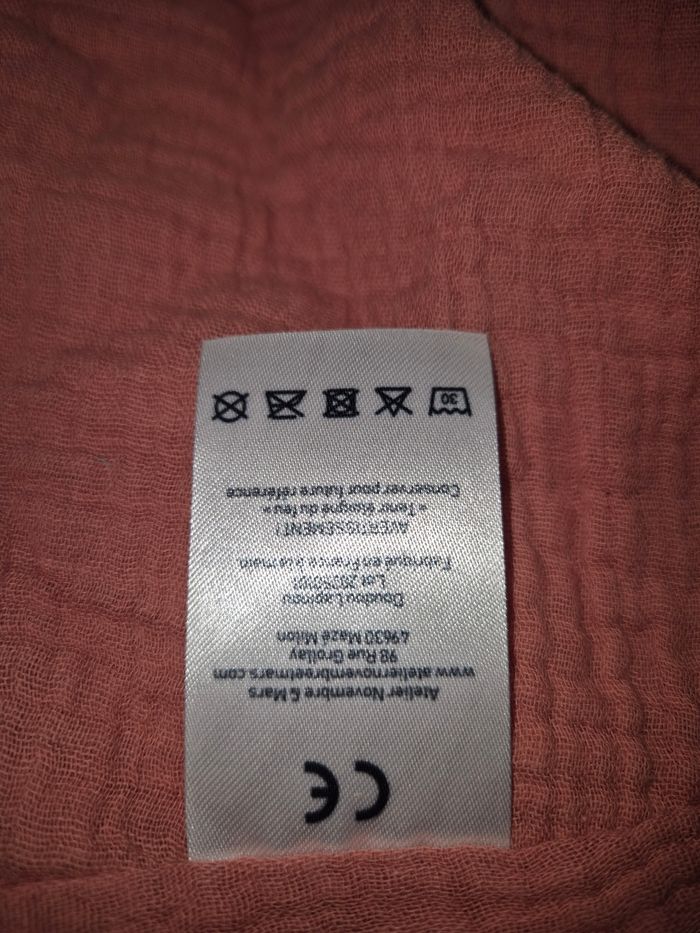 CE
Atelier Novembre & Mars
www.ateliernovembreetmars.com
98 Rue Grollay
49630 Mazé Milon
Doudou Lapinou
Fabriqué en France à la main
AVERTISSEMENT!
« Tenir éloigné du feu »
Conserver pour future référence
30